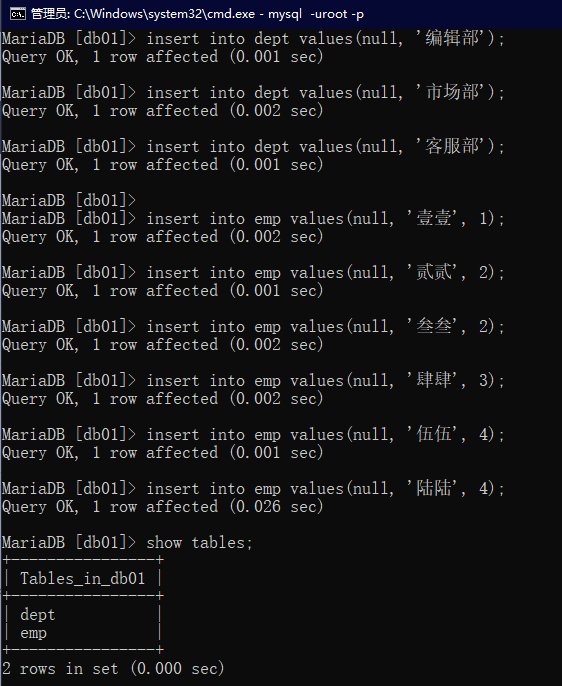 管理员: C:\Windows\system32\cmd.exe - mysql  -uroot -p
MariaDB [db01]> insert into dept values(null, '编辑部');
Query OK, 1 row affected (0.001 sec)
MariaDB [db01]> insert into dept values(null, '市场部');
Query OK, 1 row affected (0.002 sec)
MariaDB [db01]> insert into dept values(null, '客服部');
Query OK, 1 row affected (0.001 sec)
MariaDB [db01]>
MariaDB [db01]> insert into emp values(null, '壹壹', 1);
Query OK, 1 row affected (0.002 sec)
MariaDB [db01]> insert into emp values(null, '贰贰', 2);
Query OK, 1 row affected (0.001 sec)
MariaDB [db01]> insert into emp values(null, '叁叁', 2);
Query OK, 1 row affected (0.002 sec)
MariaDB [db01]> insert into emp values(null, '肆肆', 3);
Query OK, 1 row affected (0.002 sec)
MariaDB [db01]> insert into emp values(null, '伍伍', 4);
Query OK, 1 row affected (0.001 sec)
MariaDB [db01]> insert into emp values(null, '陆陆', 4);
Query OK, 1 row affected (0.026 sec)
MariaDB [db01]> show tables;
+----------------+
| Tables_in_db01 |
+----------------+
| dept           |
| emp            |
+----------------+
2 rows in set (0.000 sec)